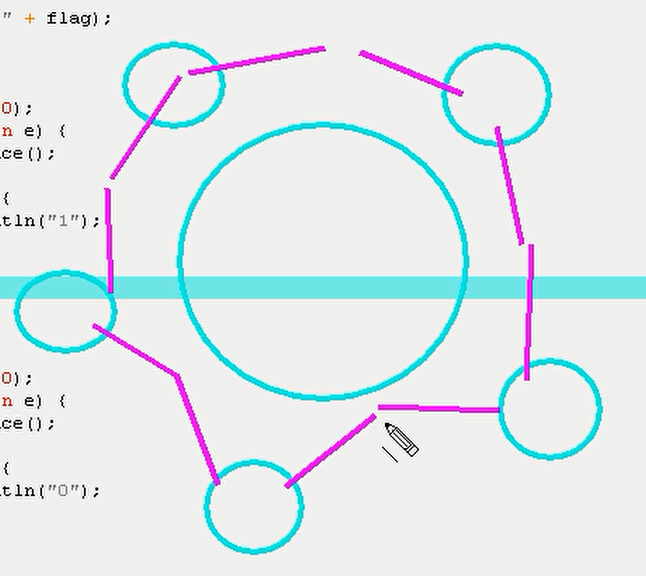 " + flag);
0);
n e) {
ce();
{
tln("1");
0);
n e) {
ce();
{
tln("0");